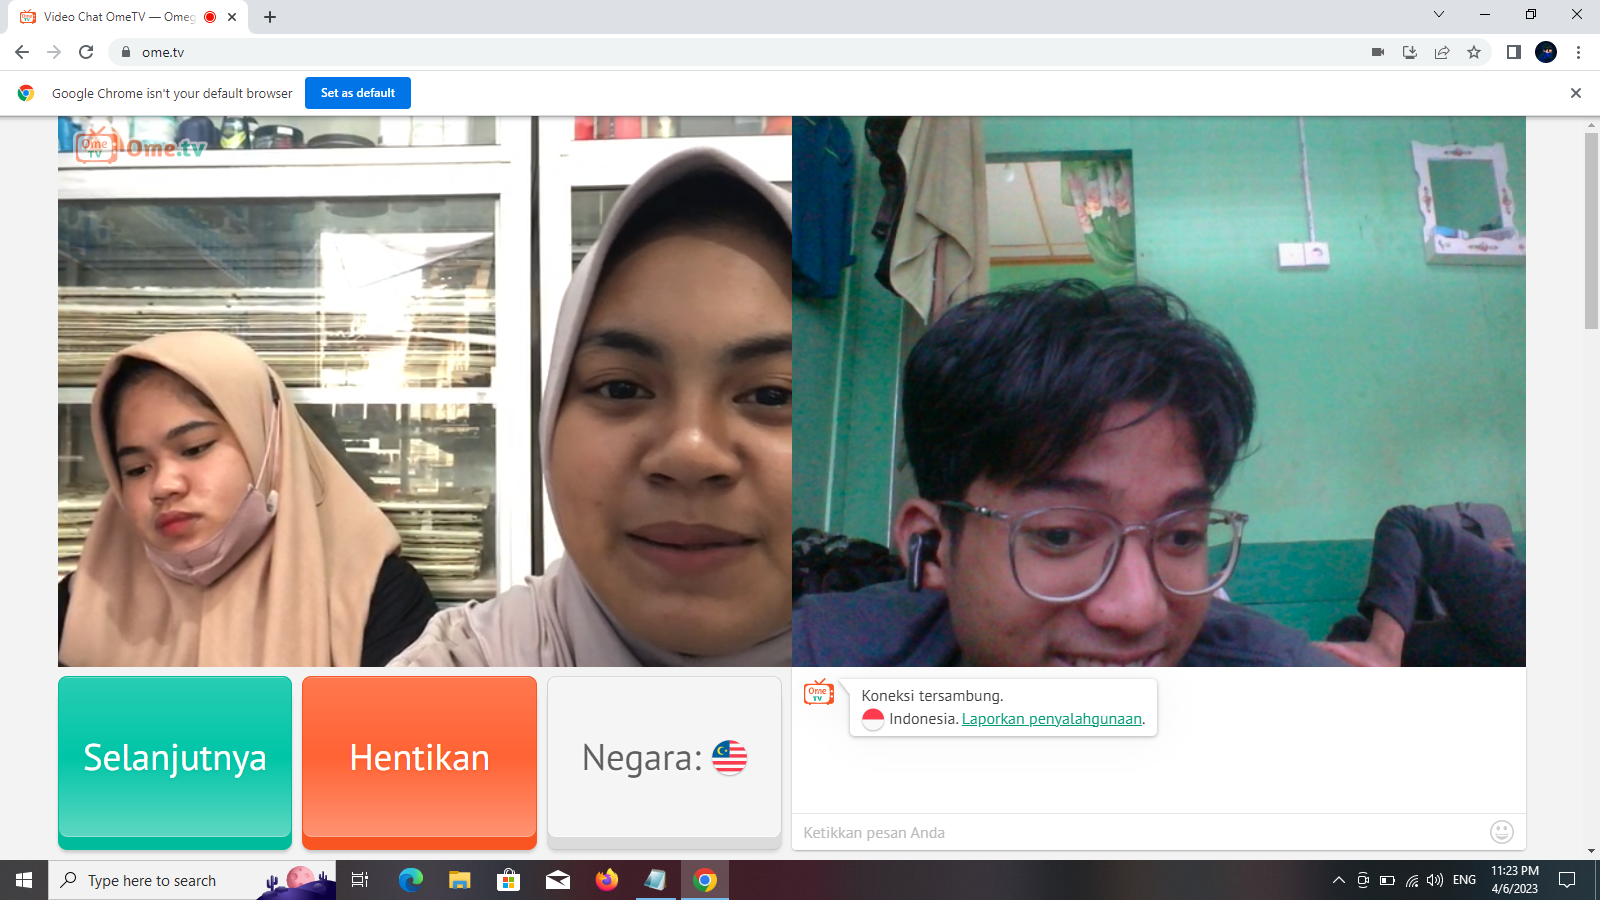 Video Chat OmeTV — Omeg
ome.tv
Google Chrome isn't your default browser
Set as default
Ome TV Ome.tv
Selanjutnya
Hentikan
Negara:
Ome TV
Koneksi tersambung.
Indonesia. Laporkan penyalahgunaan.
Ketikkan pesan Anda
Type here to search
ENG
11:23 PM
4/6/2023